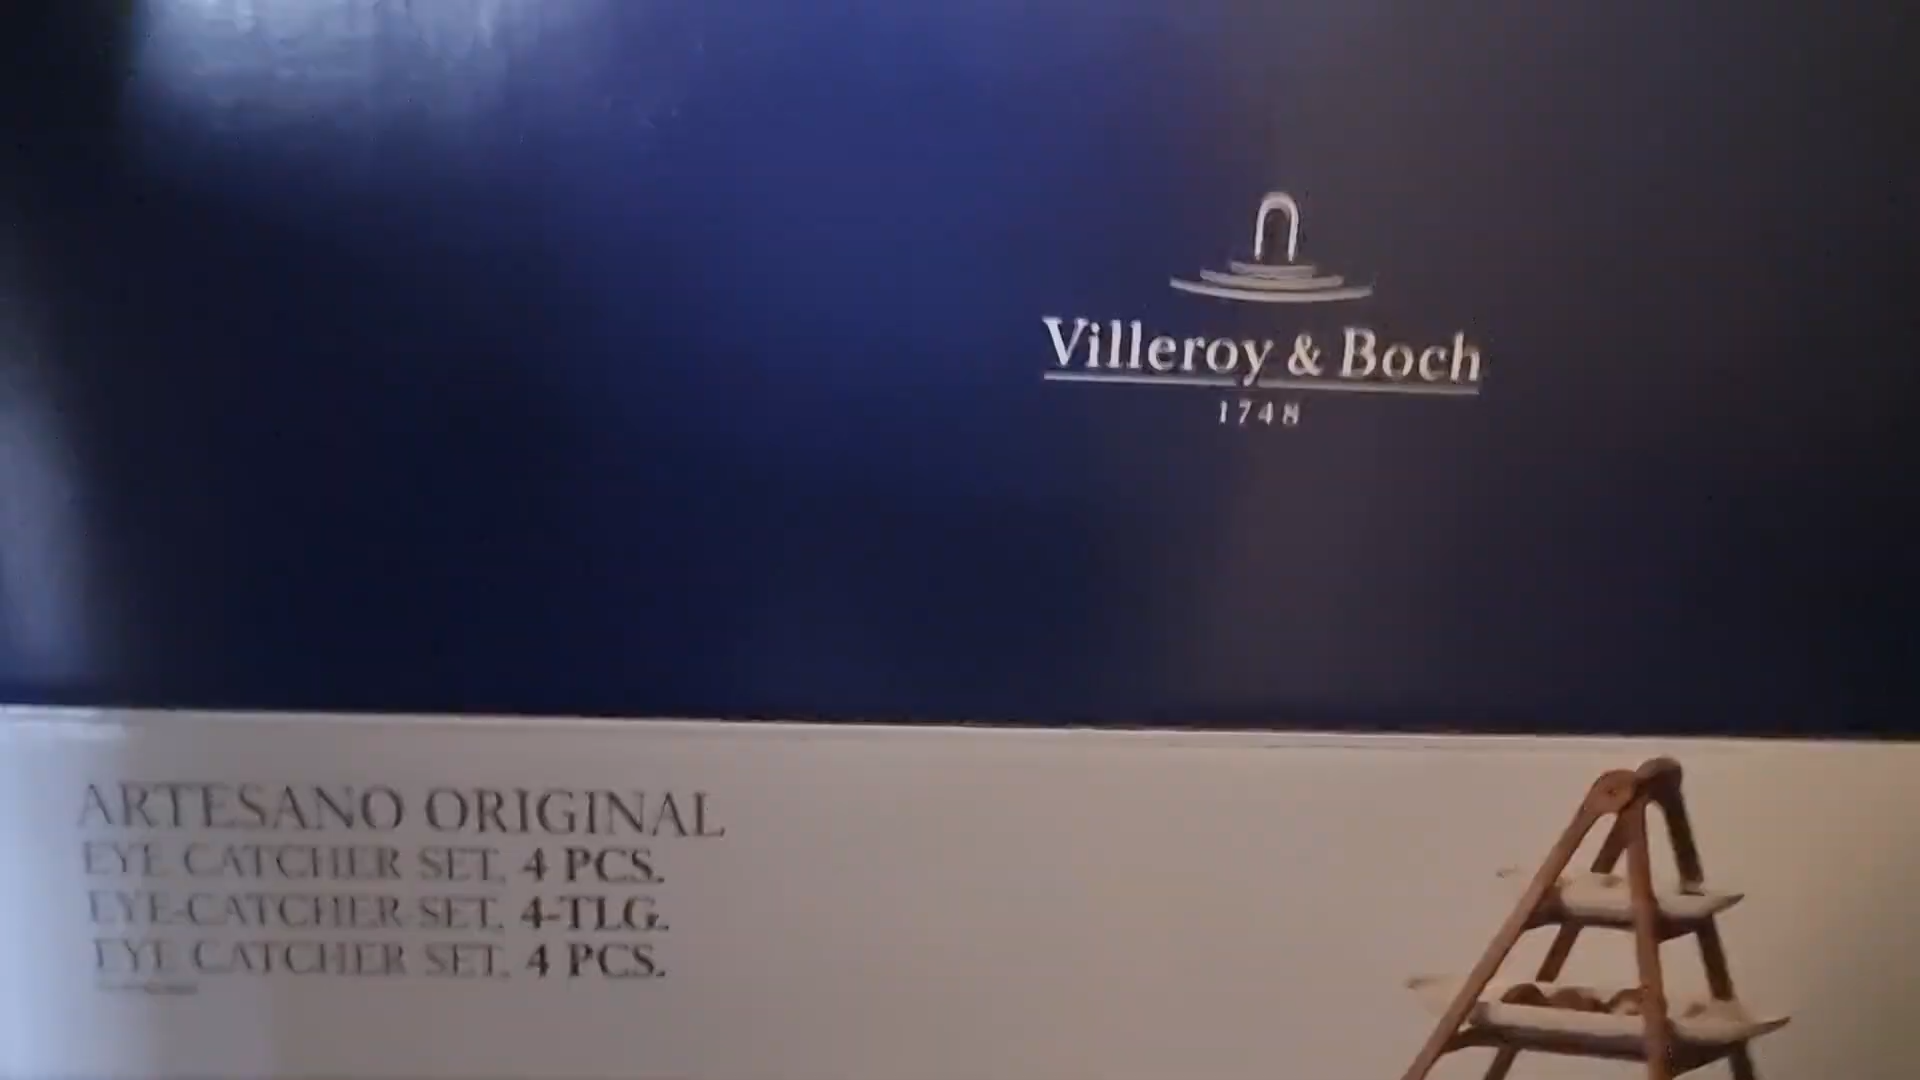 Villeroy & Boch
1748
ARTESANO ORIGINAL
EYE CATCHER SET, 4 PCS.
EYE-CATCHER-SET, 4-TLG.
EYE CATCHER SET, 4 PCS.